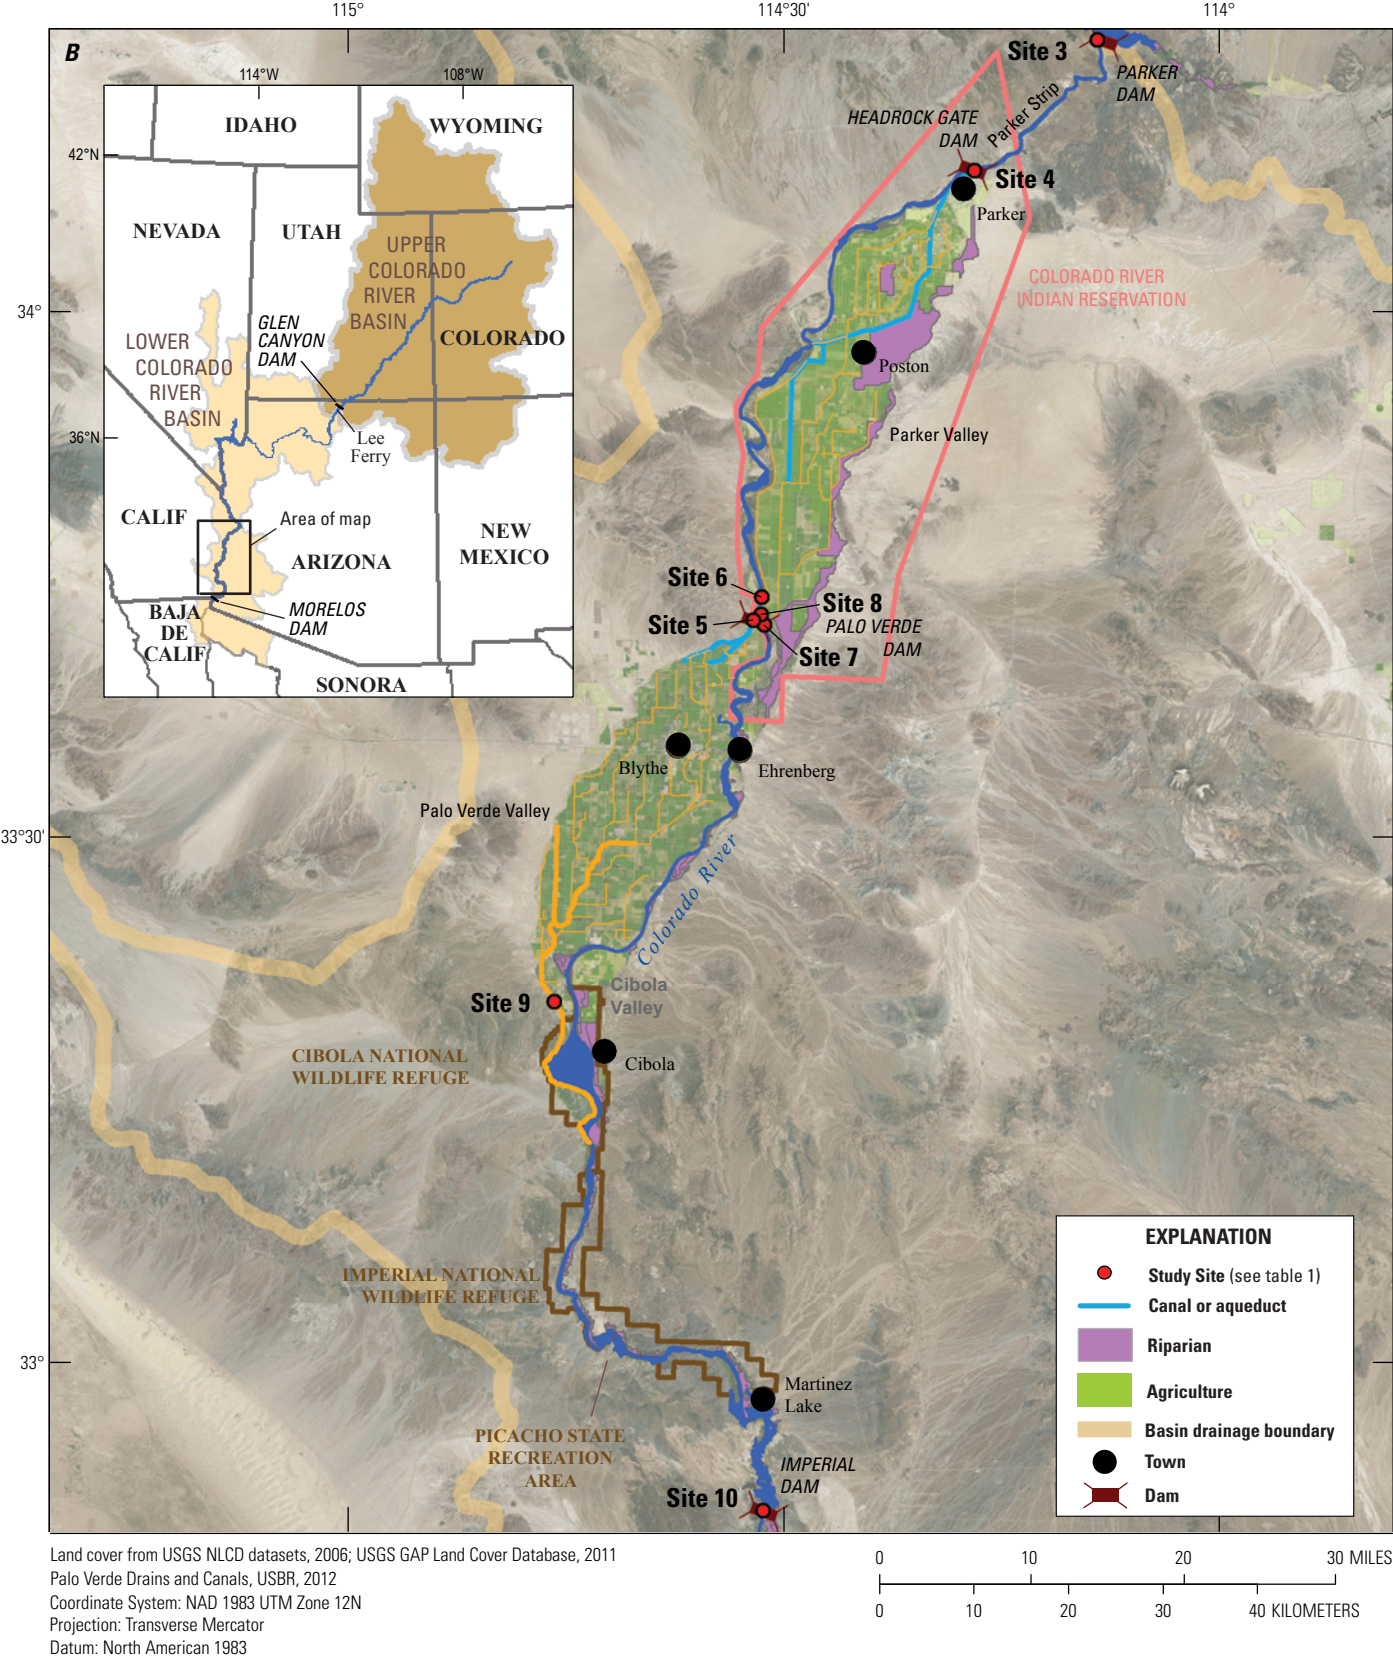 115°
114°30'
114°
B
114°W
108°W
IDAHO
WYOMING
42°N
NEVADA
UTAH
UPPER
COLORADO
RIVER
BASIN
GLEN
CANYON
DAM
COLORADO
LOWER
COLORADO
RIVER
BASIN
36°N
Lee
Ferry
CALIF
Area of map
ARIZONA
NEW
MEXICO
BAJA
DE
CALIF
MORELOS
DAM
SONORA
Site 3
PARKER
DAM
HEADROCK GATE
DAM
Parker Strip
Site 4
Parker
COLORADO RIVER
INDIAN RESERVATION
34°
Poston
Parker Valley
Site 6
Site 8
Site 5
PALO VERDE
DAM
Site 7
Blythe
Ehrenberg
Palo Verde Valley
33°30'
Colorado River
Cibola
Valley
Site 9
CIBOLA NATIONAL
WILDLIFE REFUGE
Cibola
IMPERIAL NATIONAL
WILDLIFE REFUGE
33°
Martinez
Lake
PICACHO STATE
RECREATION
AREA
IMPERIAL
DAM
Site 10
EXPLANATION
Study Site (see table 1)
Canal or aqueduct
Riparian
Agriculture
Basin drainage boundary
Town
Dam
Land cover from USGS NLCD datasets, 2006; USGS GAP Land Cover Database, 2011
Palo Verde Drains and Canals, USBR, 2012
Coordinate System: NAD 1983 UTM Zone 12N
Projection: Transverse Mercator
Datum: North American 1983
0 10 20 30 MILES
0 10 20 30 40 KILOMETERS